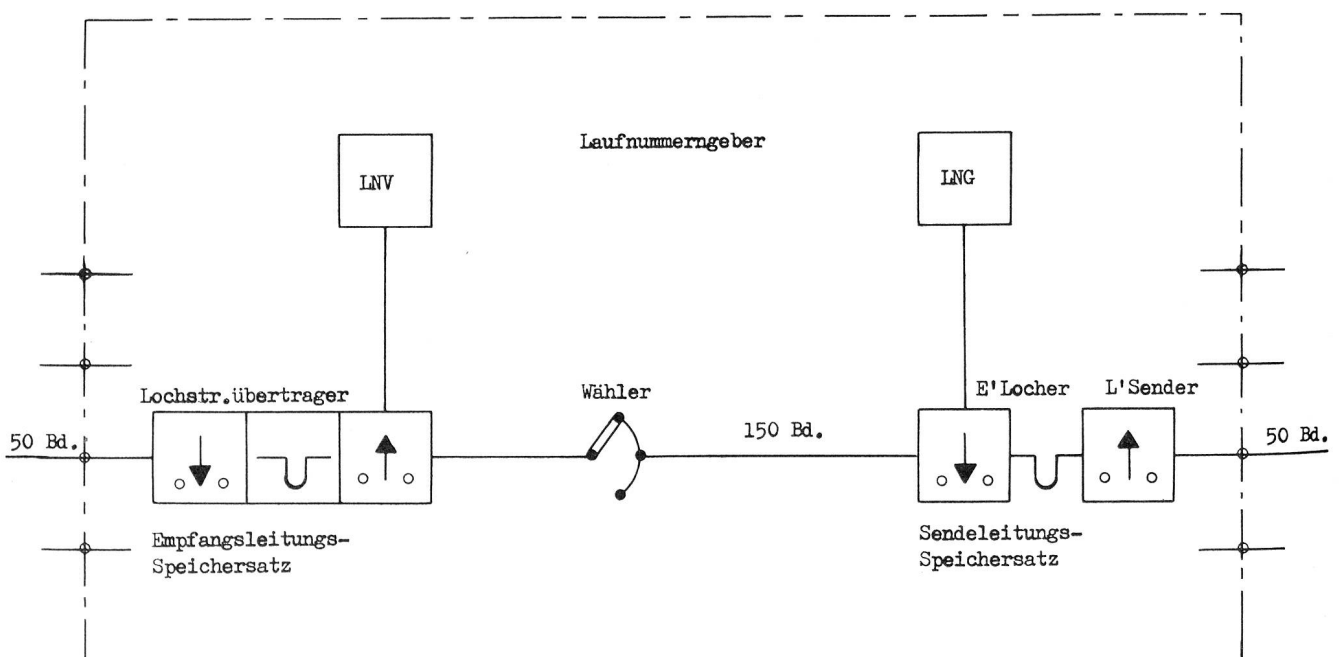 Laufnummerngeber
LNV
LNG
Lochstr.übertrager
Wähler
E'Locher
L'Sender
50 Bd.
150 Bd.
50 Bd.
Empfangsleitungs-
Speichersatz
Sendeleitungs-
Speichersatz